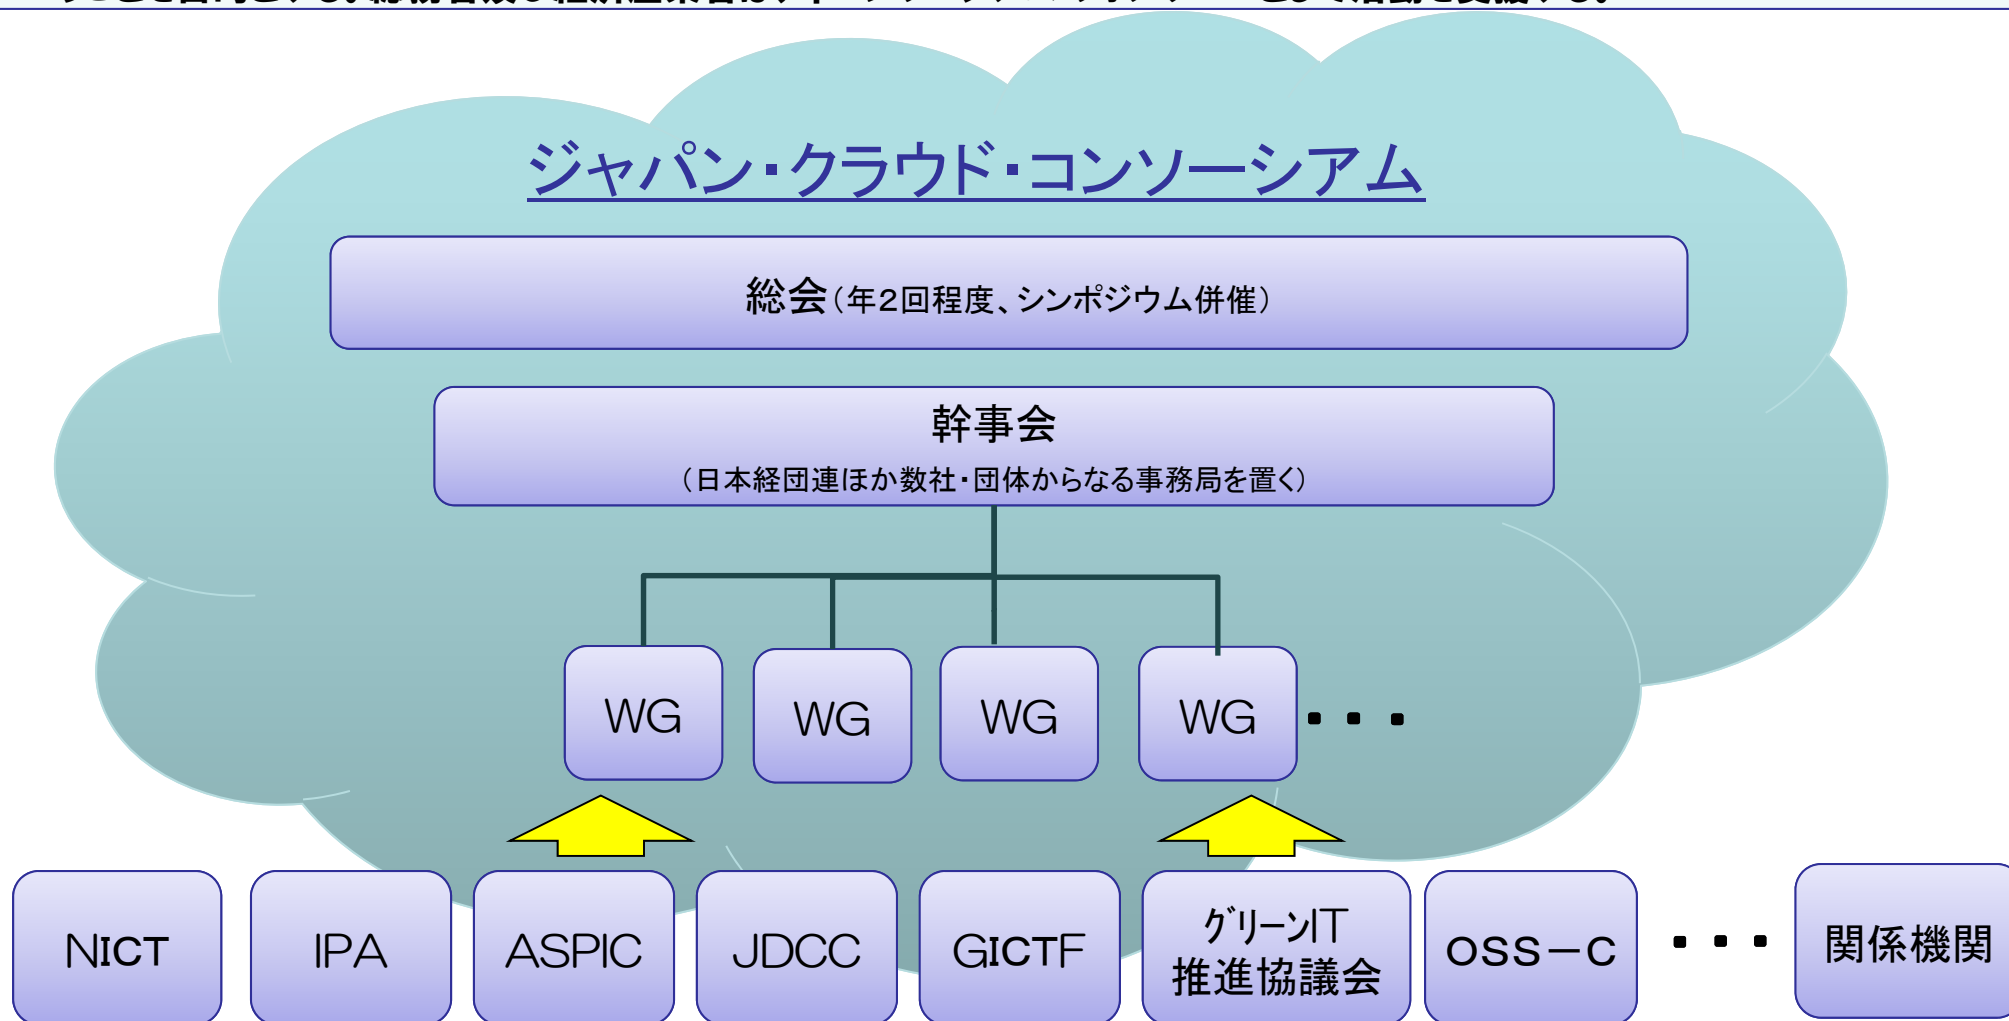 ジャパン・クラウド・コンソーシアム
総会（年２回程度、シンポジウム併催）
幹事会
（日本経団連ほか数社・団体からなる事務局を置く）
WG WG WG WG ・・・
NICT IPA ASPIC JDCC GICTF グリーンIT推進協議会 OSS－C ・・・ 関係機関